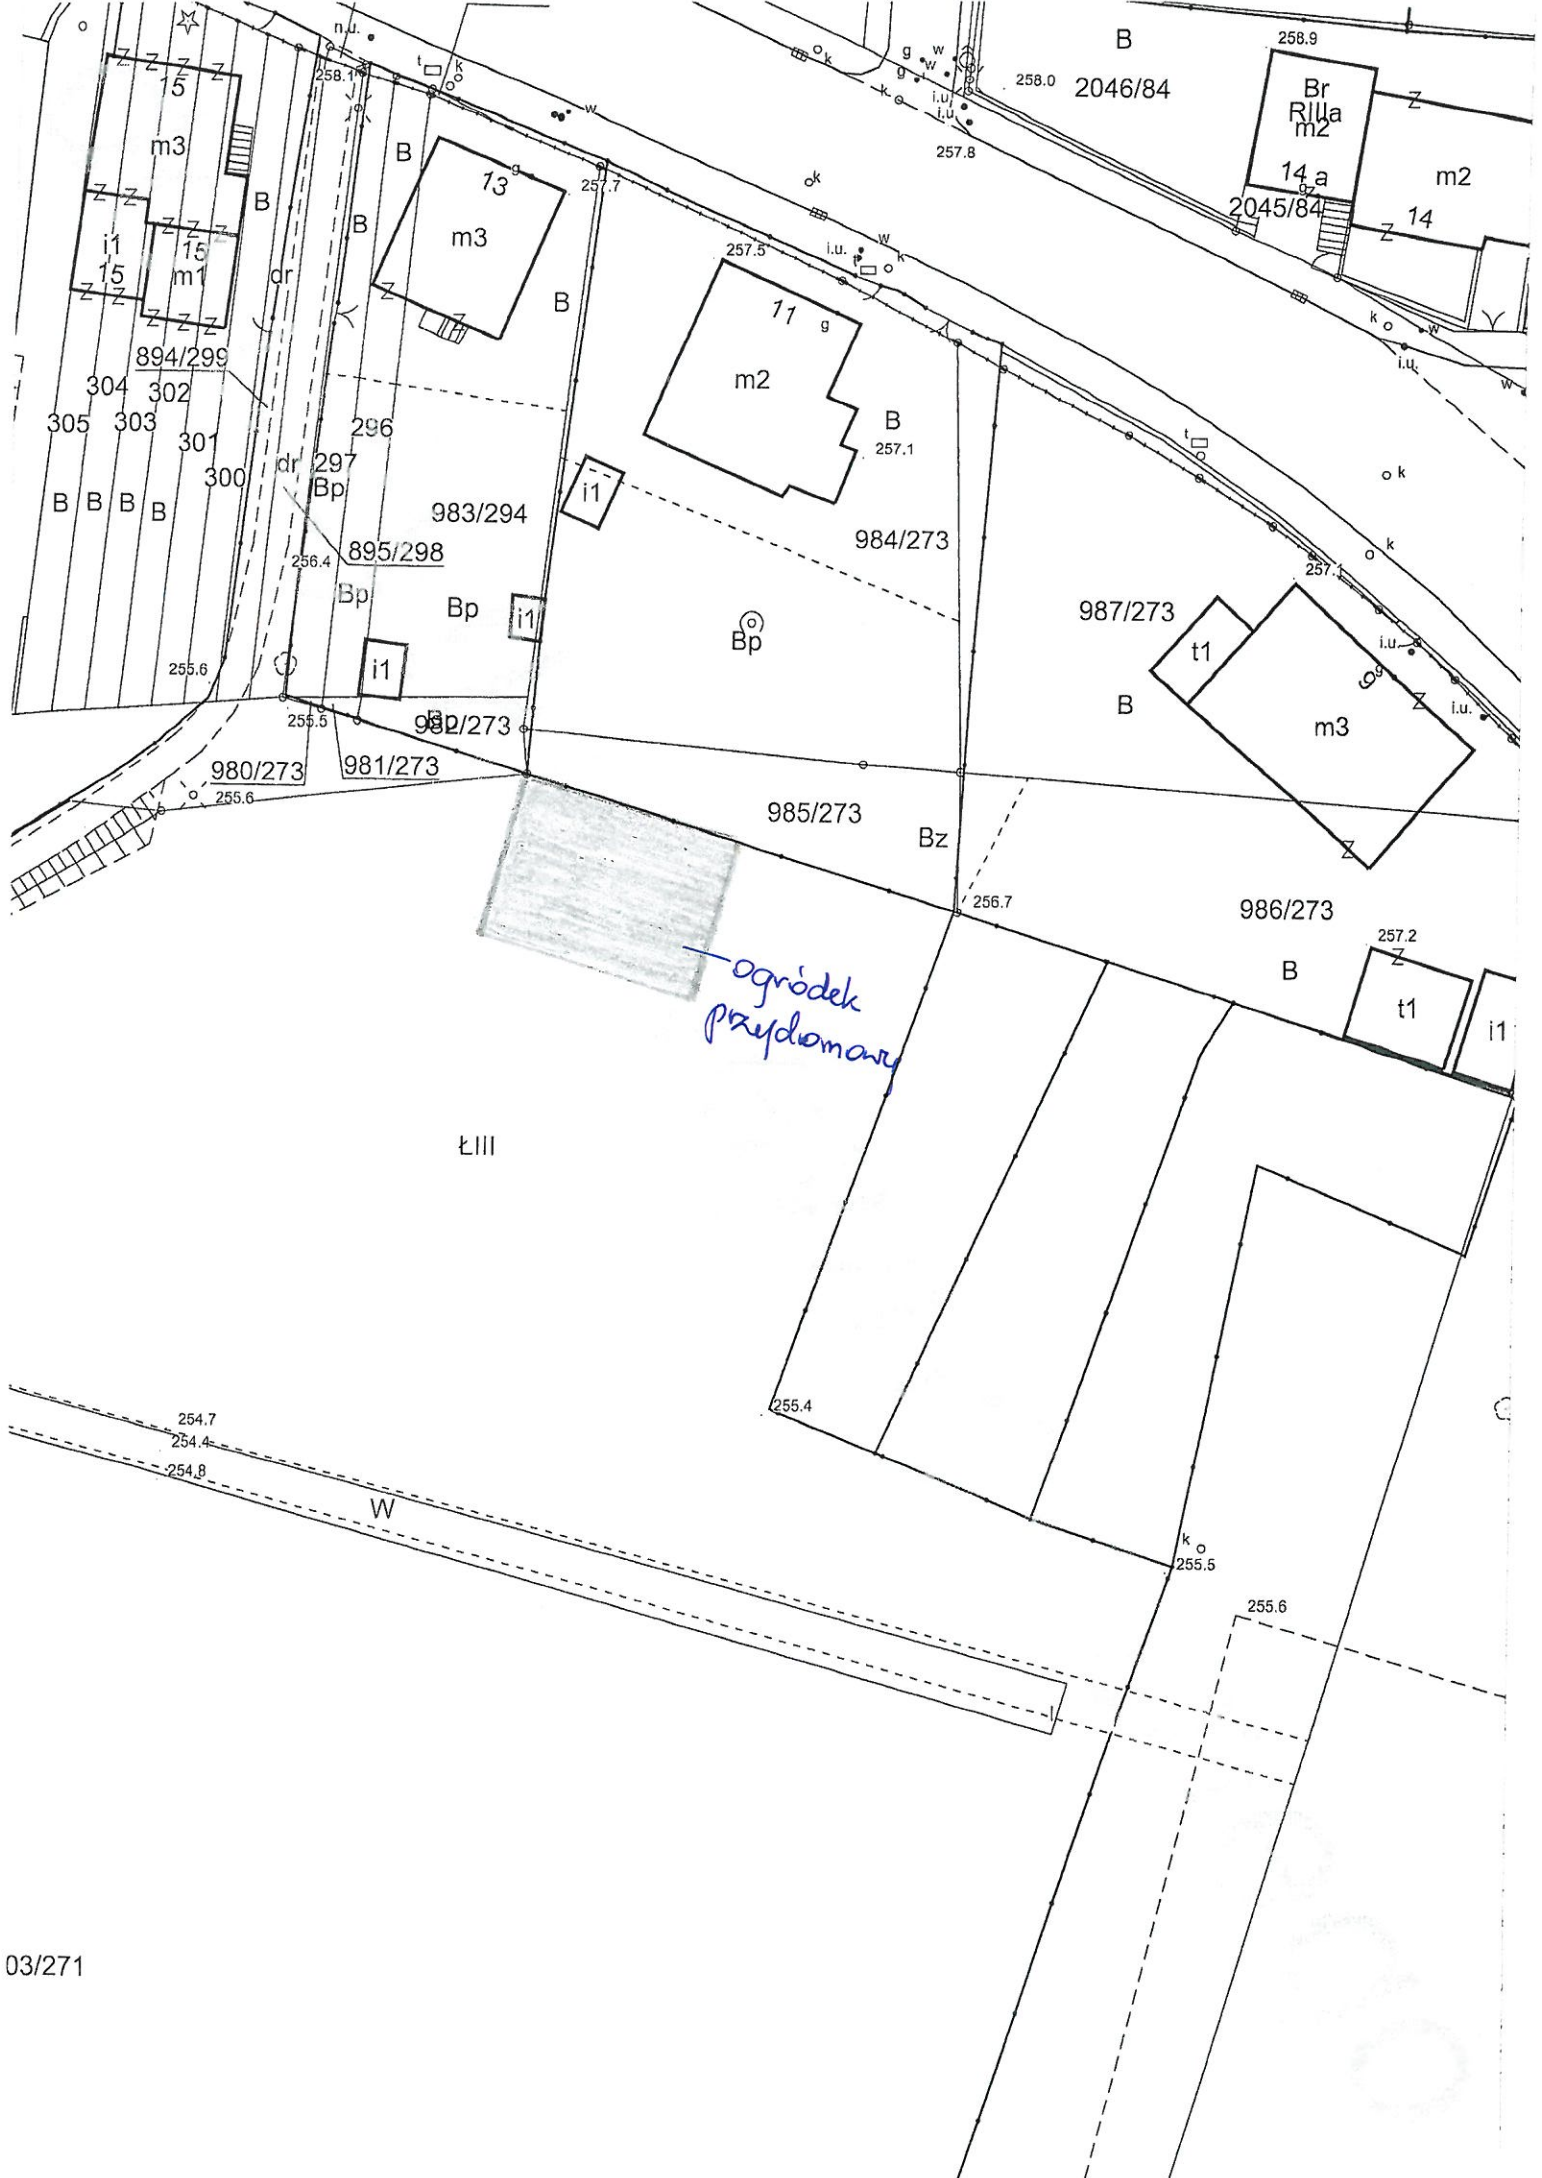 n.u.
t
k
258.1
15
m3
w
k
g
w
g
w
k
i.u.
i.u.
B
258.0
2046/84
258.9
Br
RIIIa
m2
14 a
g
2045/84
m2
14
257.8
B
B
B
13
g
m3
257.7
k
i1
15
15
m1
dr
B
257.5
i.u.
w
t
k
11
g
m2
B
257.1
k
w
i.u.
w
894/299
304
302
305
303
301
300
296
297
dr
Bp
B
B
B
B
983/294
i1
984/273
t
k
k
256.4
895/298
Bp
Bp
i1
Bp
987/273
257.1
t1
i.u.
g
9
i.u.
255.6
i1
B
m3
255.5
982/273
Bp
980/273
981/273
255.6
985/273
Bz
256.7
986/273
257.2
B
t1
i1
ogródek
przydomowy
ŁIII
255.4
254.7
254.4
254.8
W
k
255.5
255.6
03/271